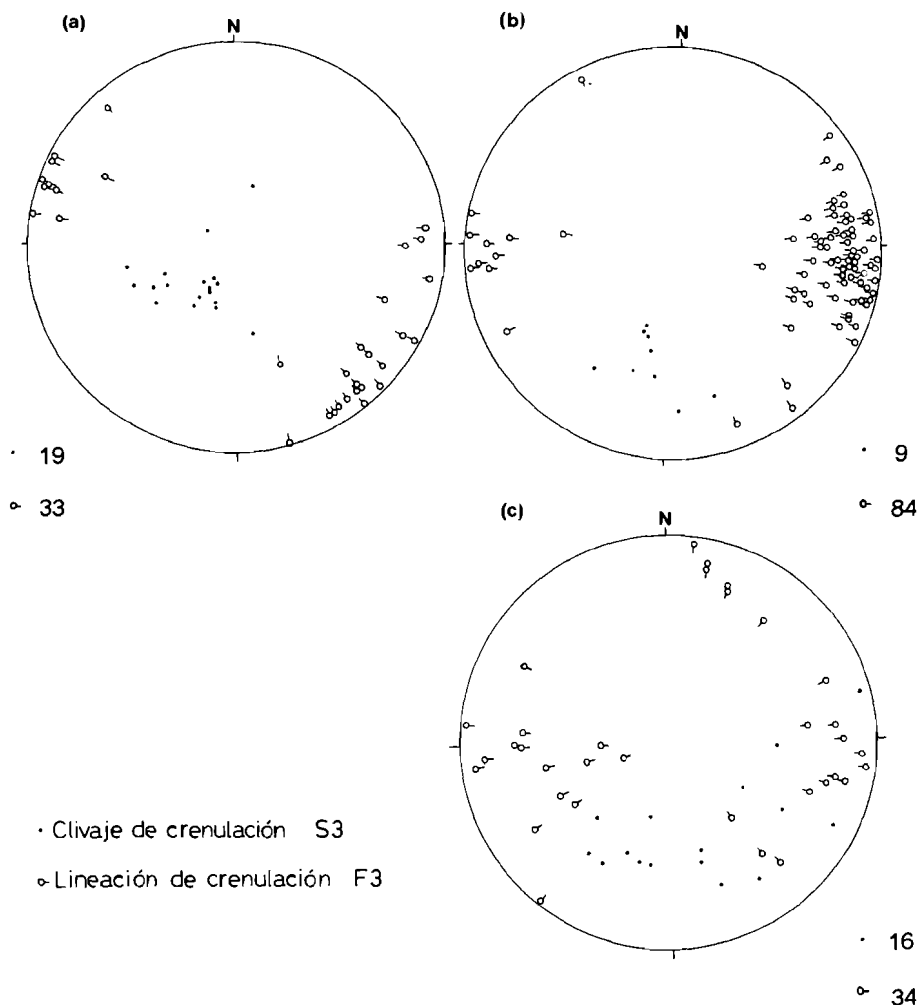 (a)
N
(b)
N
19
33
9
84
(c)
N
Clivaje de crenulación S3
Lineación de crenulación F3
16
34